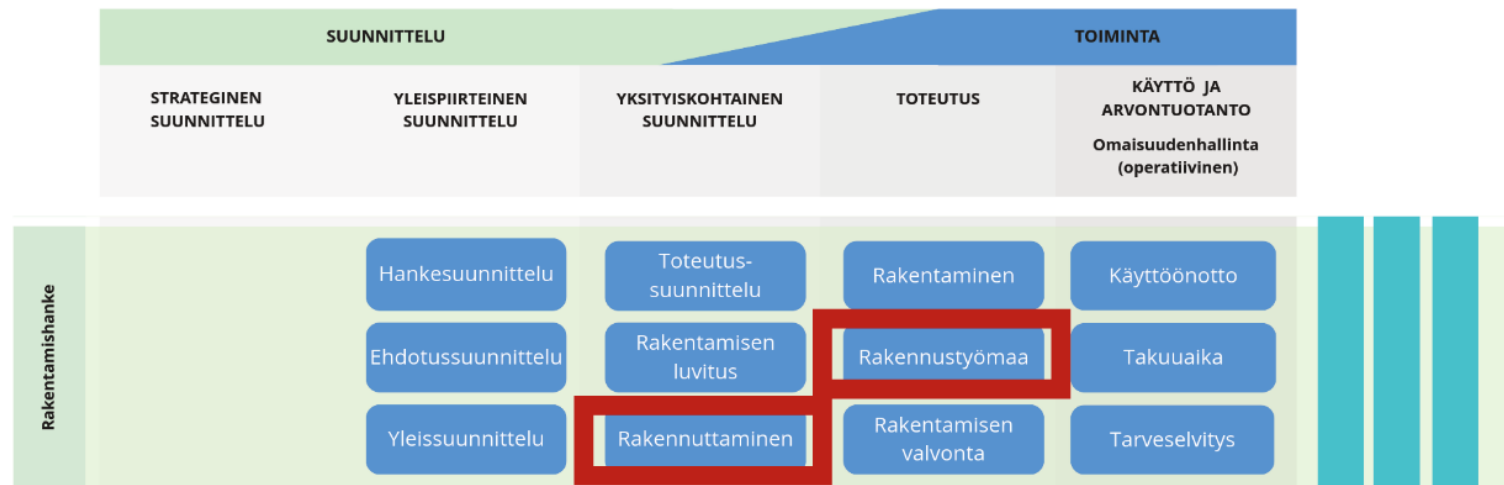 SUUNNITTELU
TOIMINTA
STRATEGINEN
SUUNNITTELU
YLEISPIIRTEINEN
SUUNNITTELU
YKSITYISKOHTAINEN
SUUNNITTELU
TOTEUTUS
KÄYTTÖ JA
ARVONTUOTANTO
Omaisuudenhallinta
(operatiivinen)
Rakentamishanke
Hankesuunnittelu
Toteutus-
suunnittelu
Rakentaminen
Käyttöönotto
Ehdotussuunnittelu
Rakentamisen
luvitus
Rakennustyömaa
Takuuaika
Yleissuunnittelu
Rakennuttaminen
Rakentamisen
valvonta
Tarveselvitys